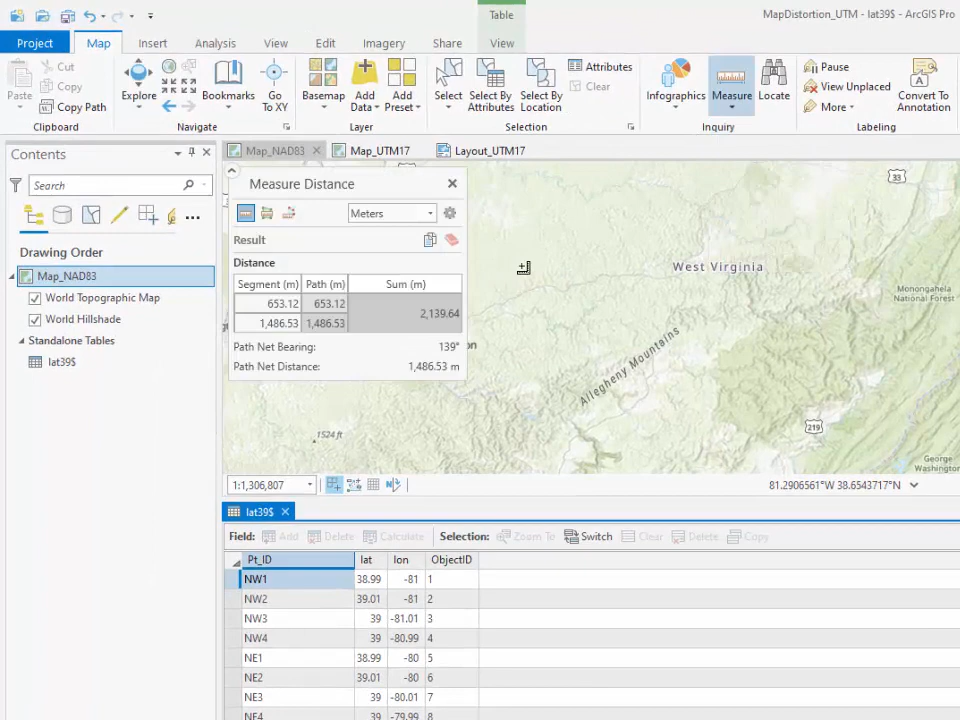 Table
MapDistortion_UTM - lat39$ - ArcGIS Pro
Project Map Insert Analysis View Edit Imagery Share View
Paste Cut Copy Copy Path
Explore Bookmarks Go To XY
Basemap Add Data Add Preset
Select Select By Attributes Select By Location Attributes Clear
Infographics Measure Locate
Pause View Unplaced More Convert To Annotation
Clipboard Navigate Layer Selection Inquiry Labeling
Contents
Search
Drawing Order
Map_NAD83
World Topographic Map
World Hillshade
Standalone Tables
lat39$
Map_NAD83 Map_UTM17 Layout_UTM17
Measure Distance
Meters
Result
Distance
Segment (m) Path (m) Sum (m)
653.12 653.12 2,139.64
1,486.53 1,486.53
Path Net Bearing: 139°
Path Net Distance: 1,486.53 m
33
West Virginia
Monongahela
National Forest
Allegheny Mountains
on
1524 ft
219
George
Washington
1:1,306,807
81.2906561°W 38.6543717°N
lat39$
Field: Add Delete Calculate Selection: Zoom To Switch Clear Delete Copy
Pt_ID lat lon ObjectID
NW1 38.99 -81 1
NW2 39.01 -81 2
NW3 39 -81.01 3
NW4 39 -80.99 4
NE1 38.99 -80 5
NE2 39.01 -80 6
NE3 39 -80.01 7
NE4 39 -79.99 8